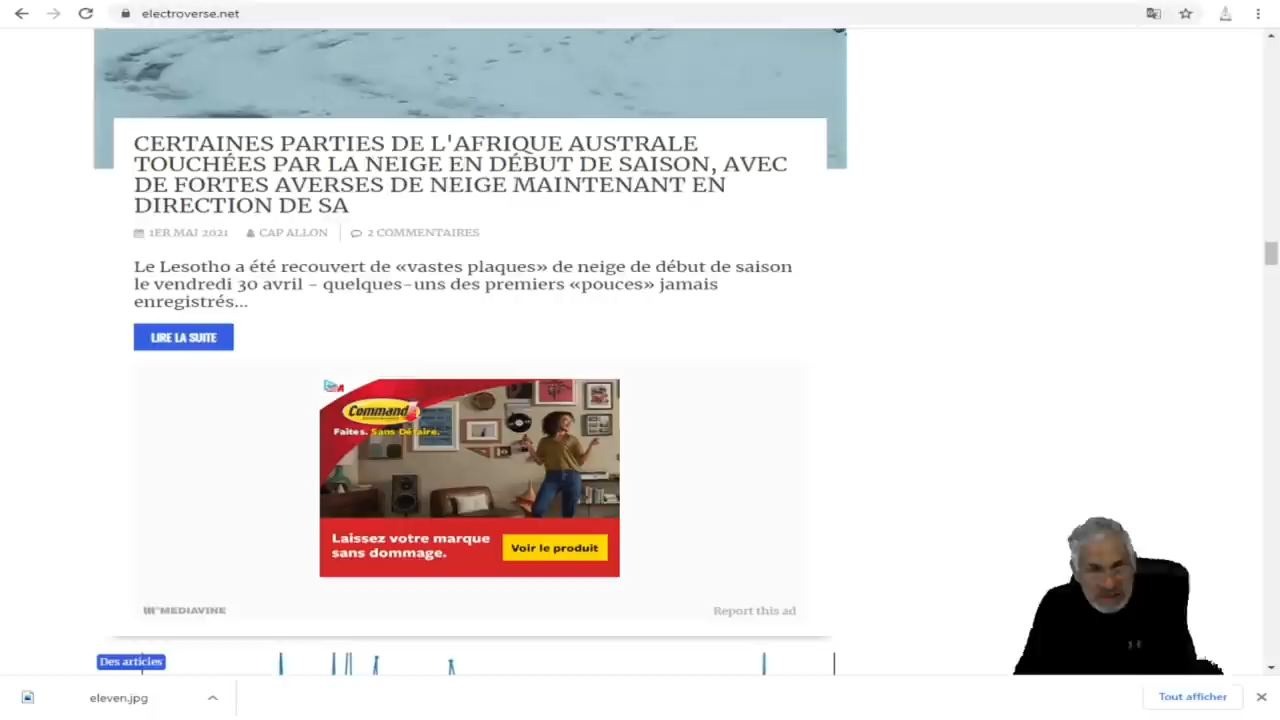 electroverse.net
CERTAINES PARTIES DE L'AFRIQUE AUSTRALE
TOUCHÉES PAR LA NEIGE EN DÉBUT DE SAISON, AVEC
DE FORTES AVERSES DE NEIGE MAINTENANT EN
DIRECTION DE SA
1ER MAI 2021 CAP ALLON 2 COMMENTAIRES
Le Lesotho a été recouvert de «vastes plaques» de neige de début de saison
le vendredi 30 avril - quelques-uns des premiers «pouces» jamais
enregistrés...
LIRE LA SUITE
Command
Faites. Sans Défaire.
Laissez votre marque
sans dommage.
Voir le produit
MEDIAVINE
Report this ad
Des articles
eleven.jpg
Tout afficher